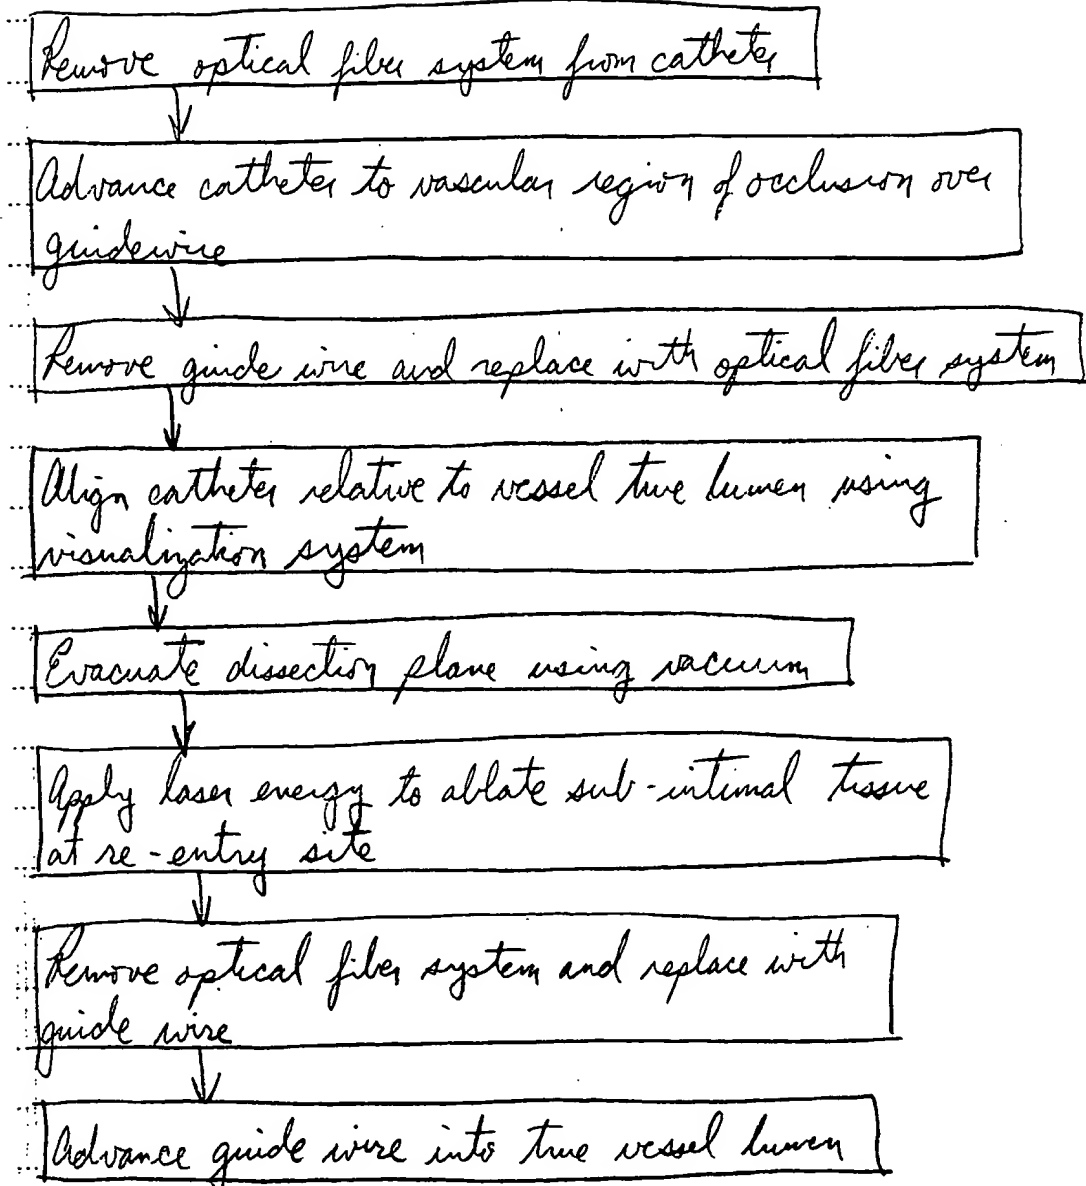 Remove optical fiber system from catheter
Advance catheter to vascular region of occlusion over
guidewire
Remove guide wire and replace with optical fiber system
Align catheter relative to vessel true lumen using
visualization system
Evacuate dissection plane using vacuum
Apply laser energy to ablate sub-intimal tissue
at re-entry site
Remove optical fiber system and replace with
guide wire
Advance guide wire into true vessel lumen